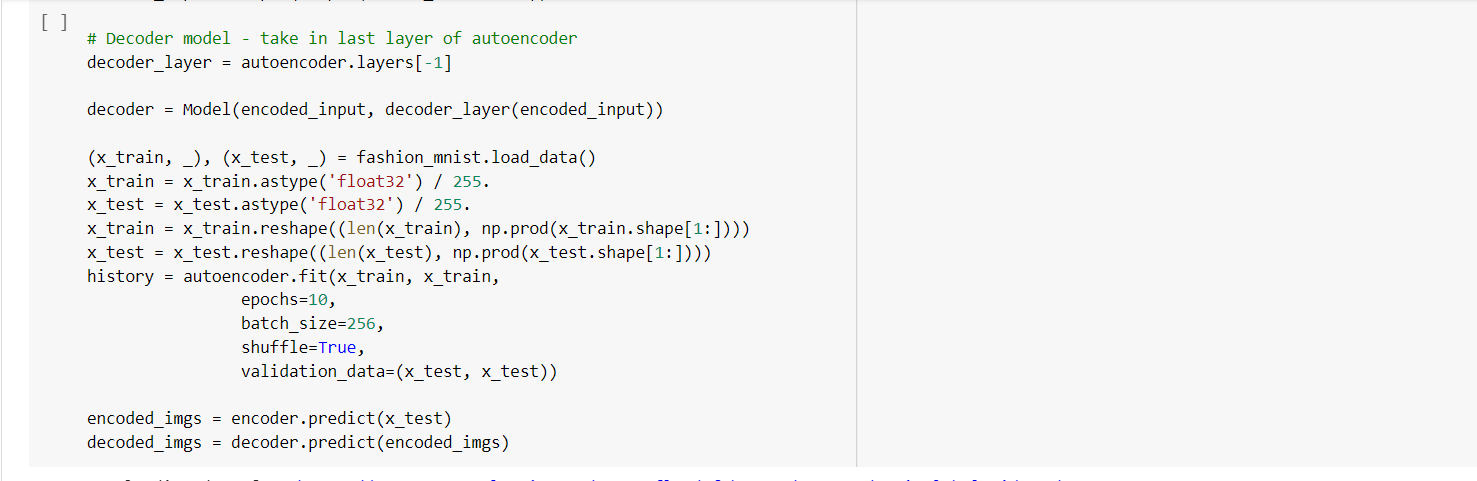 [ ]
# Decoder model - take in last layer of autoencoder
decoder_layer = autoencoder.layers[-1]
decoder = Model(encoded_input, decoder_layer(encoded_input))
(x_train, _), (x_test, _) = fashion_mnist.load_data()
x_train = x_train.astype('float32') / 255.
x_test = x_test.astype('float32') / 255.
x_train = x_train.reshape((len(x_train), np.prod(x_train.shape[1:])))
x_test = x_test.reshape((len(x_test), np.prod(x_test.shape[1:])))
history = autoencoder.fit(x_train, x_train,
epochs=10,
batch_size=256,
shuffle=True,
validation_data=(x_test, x_test))
encoded_imgs = encoder.predict(x_test)
decoded_imgs = decoder.predict(encoded_imgs)